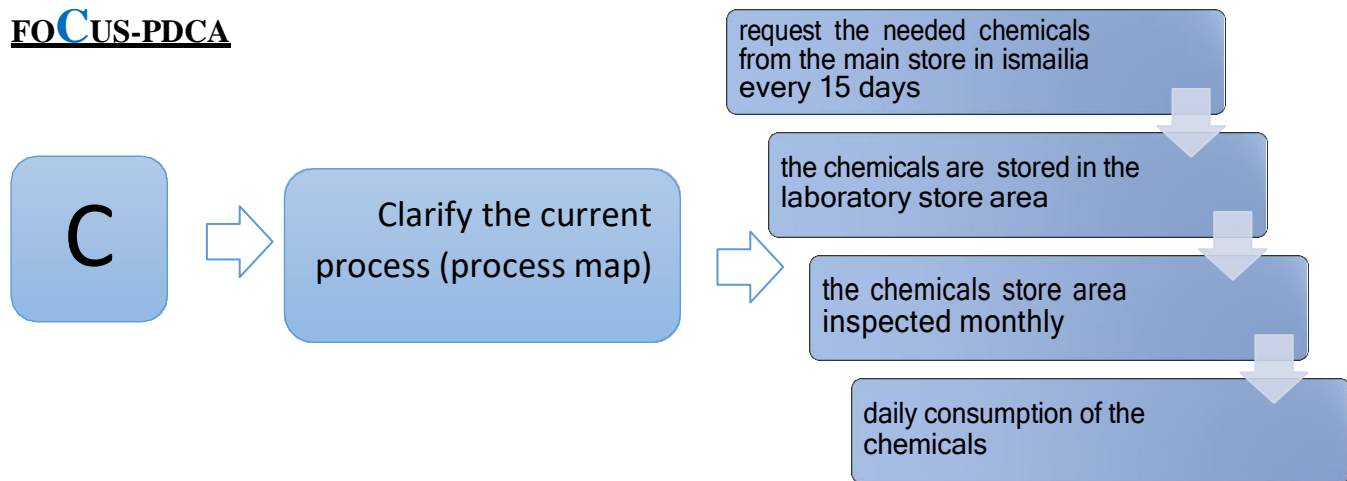 FOCUS-PDCA
C
Clarify the current
process (process map)
request the needed chemicals
from the main store in ismailia
every 15 days
the chemicals are stored in the
laboratory store area
the chemicals store area
inspected monthly
daily consumption of the
chemicals